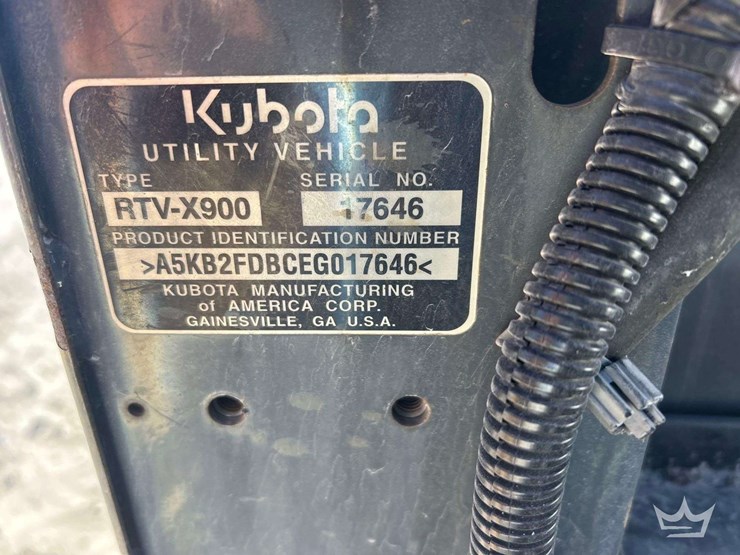 Kubota
UTILITY VEHICLE
TYPE SERIAL NO.
RTV-X900 17646
PRODUCT IDENTIFICATION NUMBER
>A5KB2FDBCEG017646<
KUBOTA MANUFACTURING
of AMERICA CORP.
GAINESVILLE, GA U.S.A.